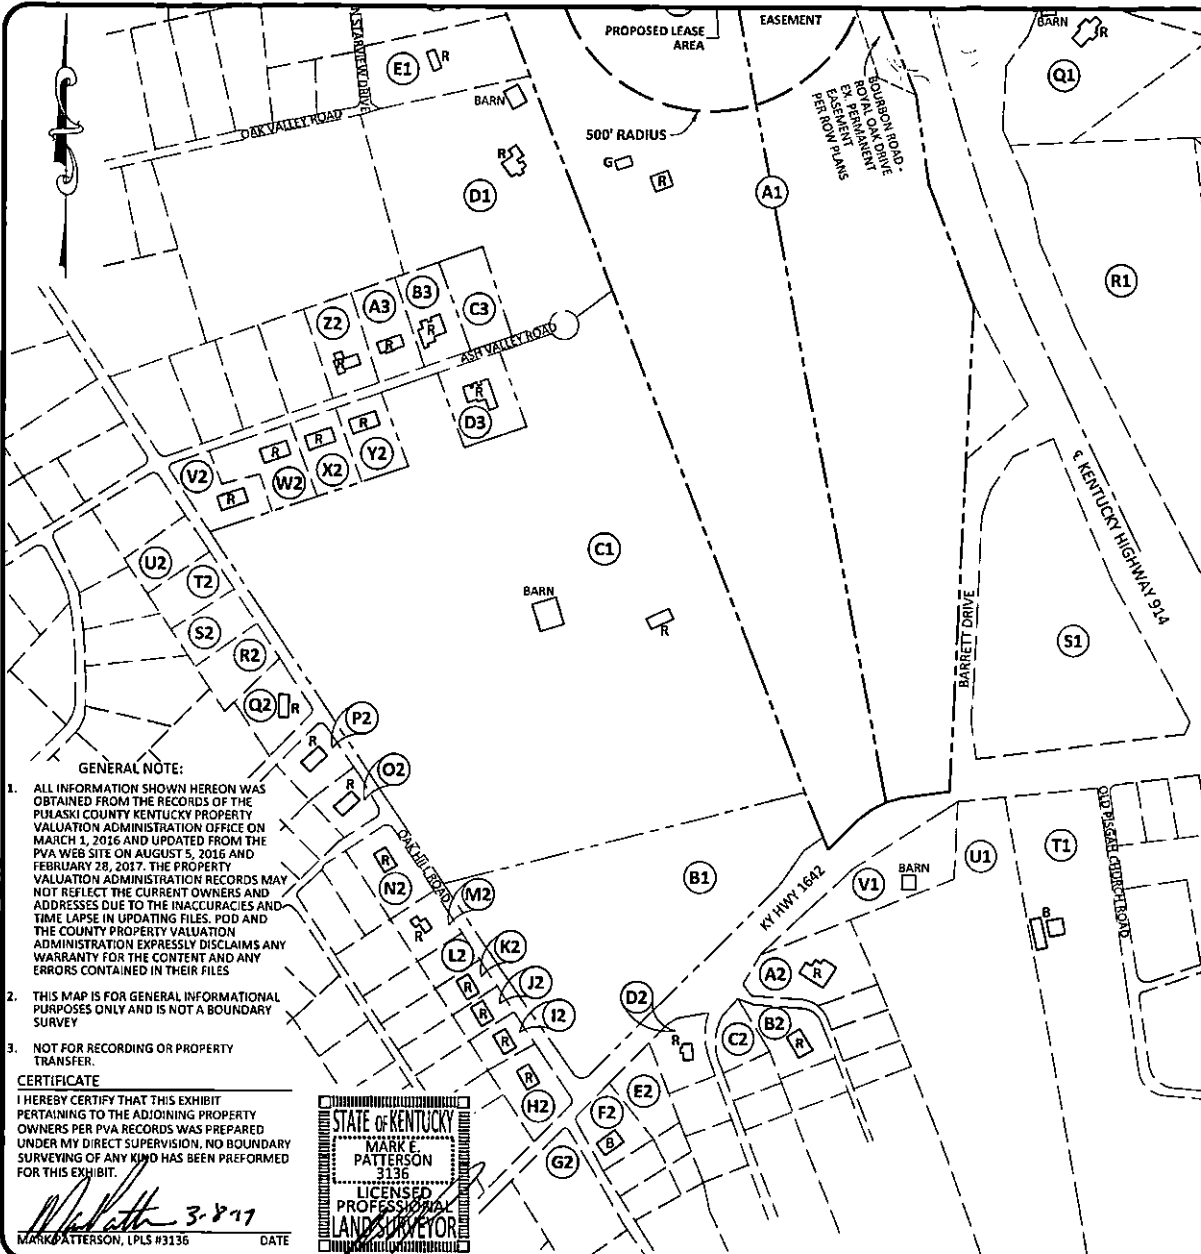 PROPOSED LEASE
AREA
EASEMENT
BARN
R
Q1
E1
R
STARVIEW DRIVE
BARN
OAK VALLEY ROAD
500' RADIUS
BOURBON ROAD -
ROYAL OAK DRIVE
EX. PERMANENT
EASEMENT
PER ROW PLANS
R
G
R
D1
A1
R1
Z2
A3
B3
C3
R
R
R
ASH VALLEY ROAD
R
D3
V2
R
R
R
R
W2
X2
Y2
℄ KENTUCKY HIGHWAY 914
C1
U2
T2
BARN
R
S2
R2
S1
BARRETT DRIVE
Q2
R
P2
R
O2
R
GENERAL NOTE:
1. ALL INFORMATION SHOWN HEREON WAS
OBTAINED FROM THE RECORDS OF THE
PULASKI COUNTY KENTUCKY PROPERTY
VALUATION ADMINISTRATION OFFICE ON
MARCH 1, 2016 AND UPDATED FROM THE
PVA WEB SITE ON AUGUST 5, 2016 AND
FEBRUARY 28, 2017. THE PROPERTY
VALUATION ADMINISTRATION RECORDS MAY
NOT REFLECT THE CURRENT OWNERS AND
ADDRESSES DUE TO THE INACCURACIES AND
TIME LAPSE IN UPDATING FILES. POD AND
THE COUNTY PROPERTY VALUATION
ADMINISTRATION EXPRESSLY DISCLAIMS ANY
WARRANTY FOR THE CONTENT AND ANY
ERRORS CONTAINED IN THEIR FILES
2. THIS MAP IS FOR GENERAL INFORMATIONAL
PURPOSES ONLY AND IS NOT A BOUNDARY
SURVEY
3. NOT FOR RECORDING OR PROPERTY
TRANSFER.
OAK HILL ROAD
R
N2
M2
R
L2
K2
R
J2
R
I2
R
R
H2
B1
KY HWY 1642
V1
BARN
U1
T1
B
OLD PISGAH CHURCH ROAD
A2
R
D2
R
C2
B2
R
E2
F2
B
G2
CERTIFICATE
I HEREBY CERTIFY THAT THIS EXHIBIT
PERTAINING TO THE ADJOINING PROPERTY
OWNERS PER PVA RECORDS WAS PREPARED
UNDER MY DIRECT SUPERVISION. NO BOUNDARY
SURVEYING OF ANY KIND HAS BEEN PREFORMED
FOR THIS EXHIBIT.
3-8-17
MARK PATTERSON, LPLS #3136 DATE
STATE OF KENTUCKY
MARK E.
PATTERSON
3136
LICENSED
PROFESSIONAL
LAND SURVEYOR